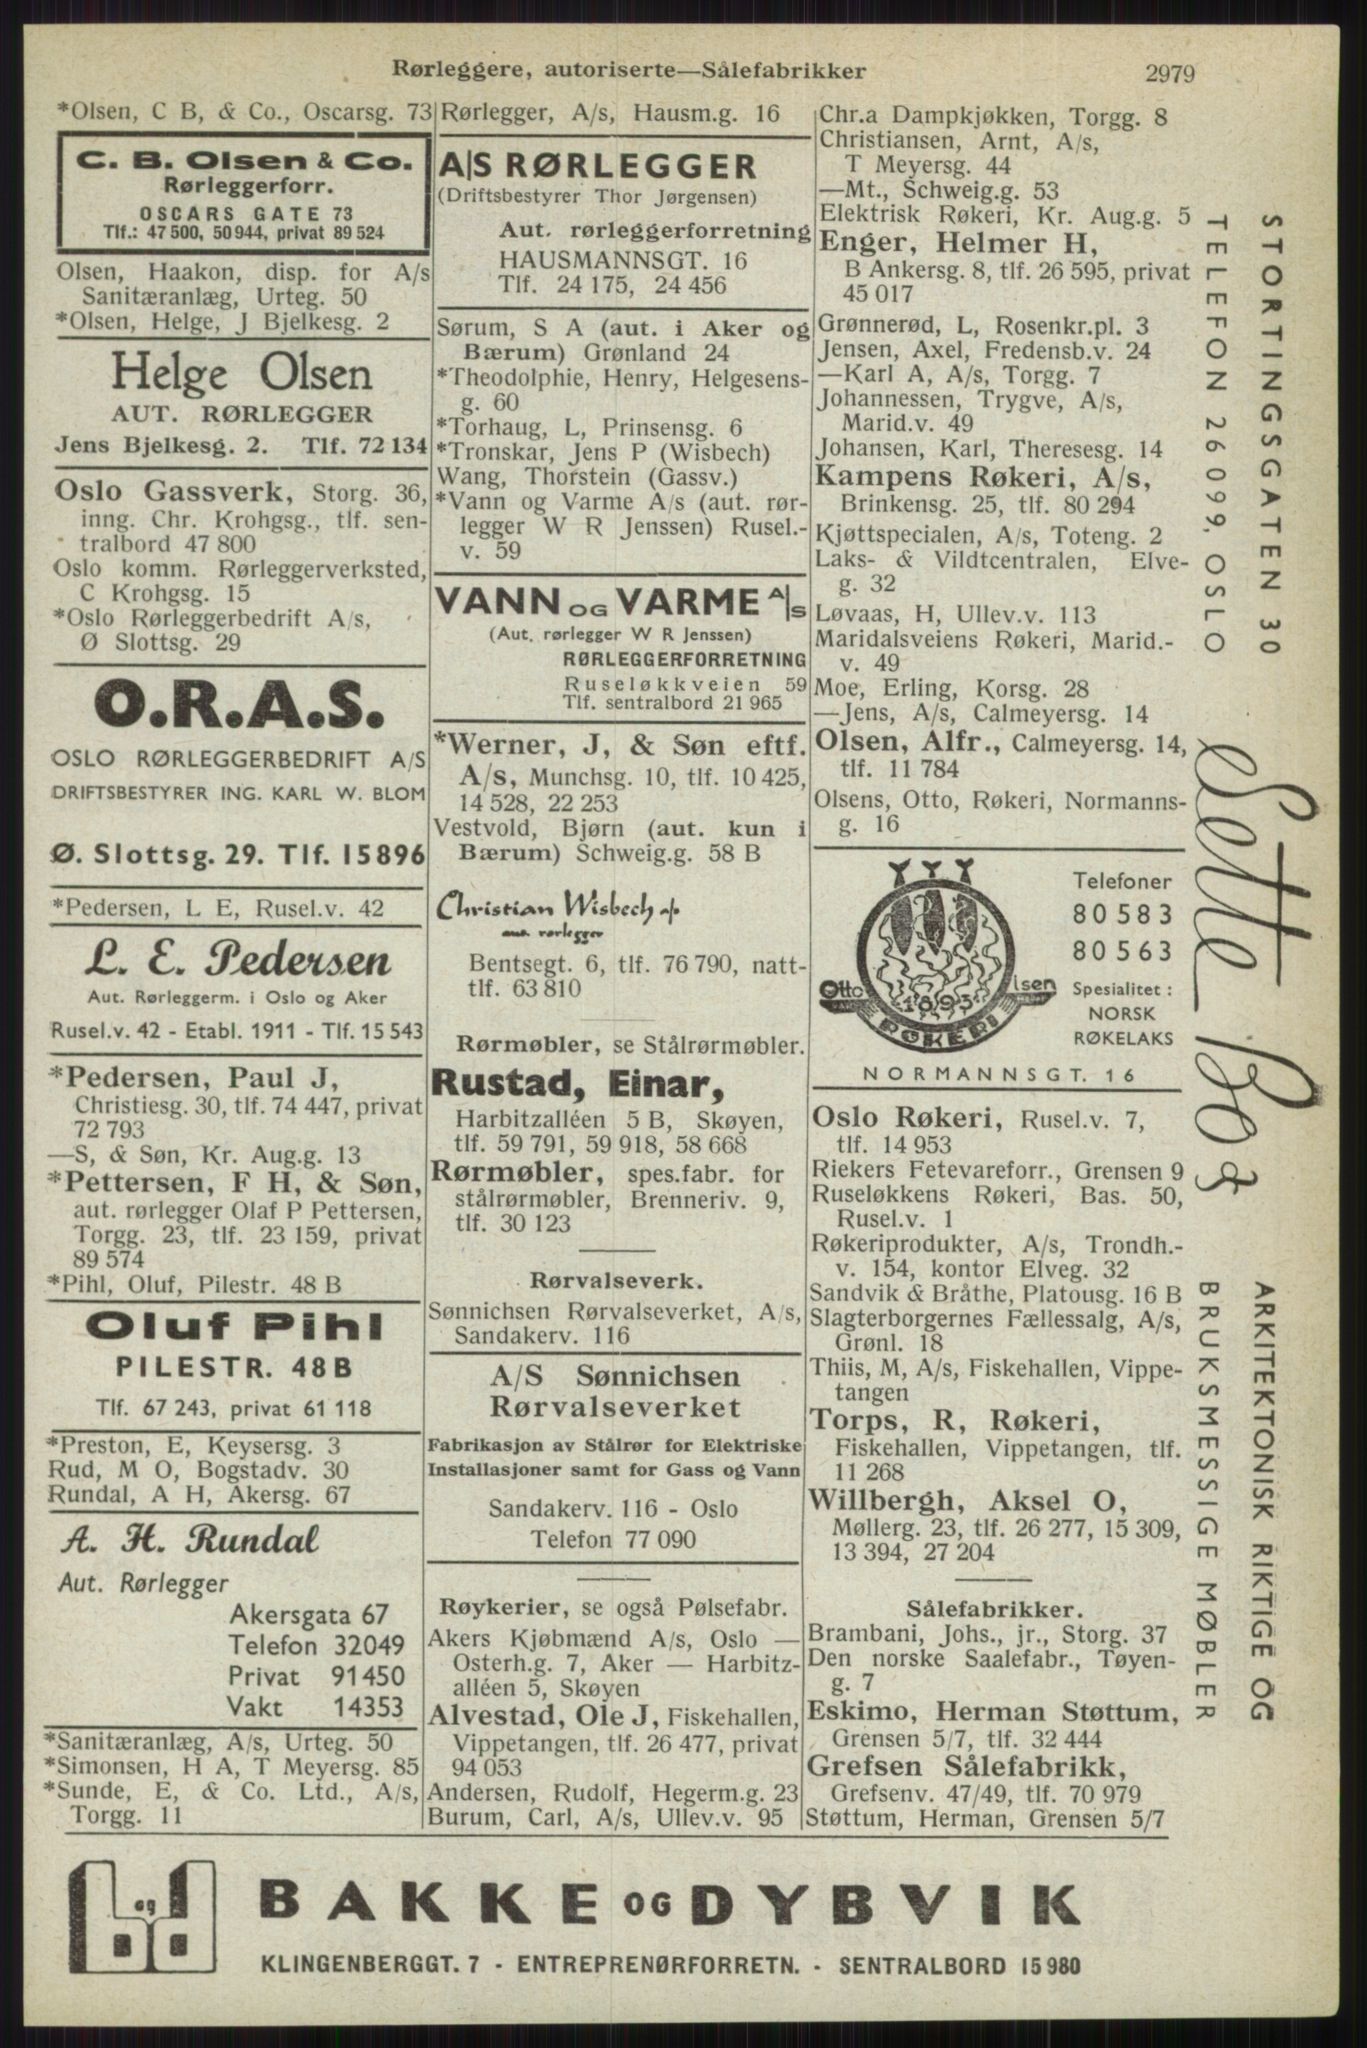 Rørleggere, autoriserte—Sålefabrikker
2979
*Olsen, C B, & Co., Oscarsg. 73
C. B. Olsen & Co.
Rørleggerforr.
OSCARS GATE 73
Tlf.: 47 500, 50 944, privat 89 524
Olsen, Haakon, disp. for A/s
Sanitæranlæg, Urteg. 50
*Olsen, Helge, J Bjelkesg. 2
Helge Olsen
AUT. RØRLEGGER
Jens Bjelkesg. 2. Tlf. 72 134
Oslo Gassverk, Storg. 36,
inng. Chr. Krohgsg., tlf. sen-
tralbord 47 800
Oslo komm. Rørleggerverksted,
C Krohgsg. 15
*Oslo Rørleggerbedrift A/s,
Ø Slottsg. 29
O.R.A.S.
OSLO RØRLEGGERBEDRIFT A/S
DRIFTSBESTYRER ING. KARL W. BLOM
Ø. Slottsg. 29. Tlf. 15 896
*Pedersen, L E, Rusel.v. 42
L. E. Pedersen
Aut. Rørleggerm. i Oslo og Aker
Rusel.v. 42 - Etabl. 1911 - Tlf. 15 543
*Pedersen, Paul J,
Christiesg. 30, tlf. 74 447, privat
72 793
—S, & Søn, Kr. Aug.g. 13
*Pettersen, F H, & Søn,
aut. rørlegger Olaf P Pettersen,
Torgg. 23, tlf. 23 159, privat
89 574
*Pihl, Oluf, Pilestr. 48 B
Oluf Pihl
PILESTR. 48 B
Tlf. 67 243, privat 61 118
*Preston, E, Keysersg. 3
Rud, M O, Bogstadv. 30
Rundal, A H, Akersg. 67
A. H. Rundal
Aut. Rørlegger
Akersgata 67
Telefon 32049
Privat 91450
Vakt 14353
*Sanitæranlæg, A/s, Urteg. 50
*Simonsen, H A, T Meyersg. 85
*Sunde, E, & Co. Ltd., A/s,
Torgg. 11
Rørlegger, A/s, Hausm.g. 16
A/S RØRLEGGER
(Driftsbestyrer Thor Jørgensen)
Aut. rørleggerforretning
HAUSMANNSGT. 16
Tlf. 24 175, 24 456
Sørum, S A (aut. i Aker og
Bærum) Grønland 24
*Theodolphie, Henry, Helgesens-
g. 60
*Torhaug, L, Prinsensg. 6
*Tronskar, Jens P (Wisbech)
Wang, Thorstein (Gassv.)
*Vann og Varme A/s (aut. rør-
legger W R Jenssen) Rusel.-
v. 59
VANN OG VARME A/s
(Aut. rørlegger W R Jenssen)
RØRLEGGERFORRETNING
Ruseløkkveien 59
Tlf. sentralbord 21 965
*Werner, J, & Søn eftf.
A/s, Munchsg. 10, tlf. 10 425,
14 528, 22 253
Vestvold, Bjørn (aut. kun i
Bærum) Schweig.g. 58 B
Christian Wisbech A/s
aut. rørlegger
Bentsegt. 6, tlf. 76 790, natt-
tlf. 63 810
Rørmøbler, se Stålrørmøbler.
Rustad, Einar,
Harbitzalléen 5 B, Skøyen,
tlf. 59 791, 59 918, 58 668
Rørmøbler, spes.fabr. for
stålrørmøbler, Brenneriv. 9,
tlf. 30 123
Rørvalseverk.
Sønnichsen Rørvalseverket, A/s,
Sandakerv. 116
A/S Sønnichsen
Rørvalseverket
Fabrikasjon av Stålrør for Elektriske
Installasjoner samt for Gass og Vann
Sandakerv. 116 - Oslo
Telefon 77 090
Røykerier, se også Pølsefabr.
Akers Kjøbmænd A/s, Oslo —
Osterh.g. 7, Aker — Harbitz-
alléen 5, Skøyen
Alvestad, Ole J, Fiskehallen,
Vippetangen, tlf. 26 477, privat
94 053
Andersen, Rudolf, Hegerm.g. 23
Burum, Carl, A/s, Ullev.v. 95
Chr.a Dampkjøkken, Torgg. 8
Christiansen, Arnt, A/s,
T Meyersg. 44
—Mt., Schweig.g. 53
Elektrisk Røkeri, Kr. Aug.g. 5
Enger, Helmer H,
B Ankersg. 8, tlf. 26 595, privat
45 017
Grønnerød, L, Rosenkr.pl. 3
Jensen, Axel, Fredensb.v. 24
—Karl A, A/s, Torgg. 7
Johannessen, Trygve, A/s,
Marid.v. 49
Johansen, Karl, Theresesg. 14
Kampens Røkeri, A/s,
Brinkensg. 25, tlf. 80 294
Kjøttspecialen, A/s, Toteng. 2
Laks- & Vildtcentralen, Elve-
g. 32
Løvaas, H, Ullev.v. 113
Maridalsveiens Røkeri, Marid.-
v. 49
Moe, Erling, Korsg. 28
—Jens, A/s, Calmeyersg. 14
Olsen, Alfr., Calmeyersg. 14,
tlf. 11 784
Olsens, Otto, Røkeri, Normanns-
g. 16
Otto Olsen
1893
RØKERI
Telefoner
80 583
80 563
Spesialitet :
NORSK
RØKELAKS
NORMANNSGT. 16
Oslo Røkeri, Rusel.v. 7,
tlf. 14 953
Riekers Fetevareforr., Grensen 9
Ruseløkkens Røkeri, Bas. 50,
Rusel.v. 1
Røkeriprodukter, A/s, Trondh.-
v. 154, kontor Elveg. 32
Sandvik & Bråthe, Platousg. 16 B
Slagterborgernes Fællessalg, A/s,
Grønl. 18
Thiis, M, A/s, Fiskehallen, Vippe-
tangen
Torps, R, Røkeri,
Fiskehallen, Vippetangen, tlf.
11 268
Willbergh, Aksel O,
Møllerg. 23, tlf. 26 277, 15 309,
13 394, 27 204
Sålefabrikker.
Brambani, Johs., jr., Storg. 37
Den norske Saalefabr., Tøyen-
g. 7
Eskimo, Herman Støttum,
Grensen 5/7, tlf. 32 444
Grefsen Sålefabrikk,
Grefsenv. 47/49, tlf. 70 979
Støttum, Herman, Grensen 5/7
STORTINGSGATEN 30
TELEFON 26 099, OSLO
Sette Bo &
ARKITEKTONISK RIKTIGE OG
BRUKSMESSIGE MØBLER
og
BAKKE OG DYBVIK
KLINGENBERGGT. 7 - ENTREPRENØRFORRETN. - SENTRALBORD 15 980